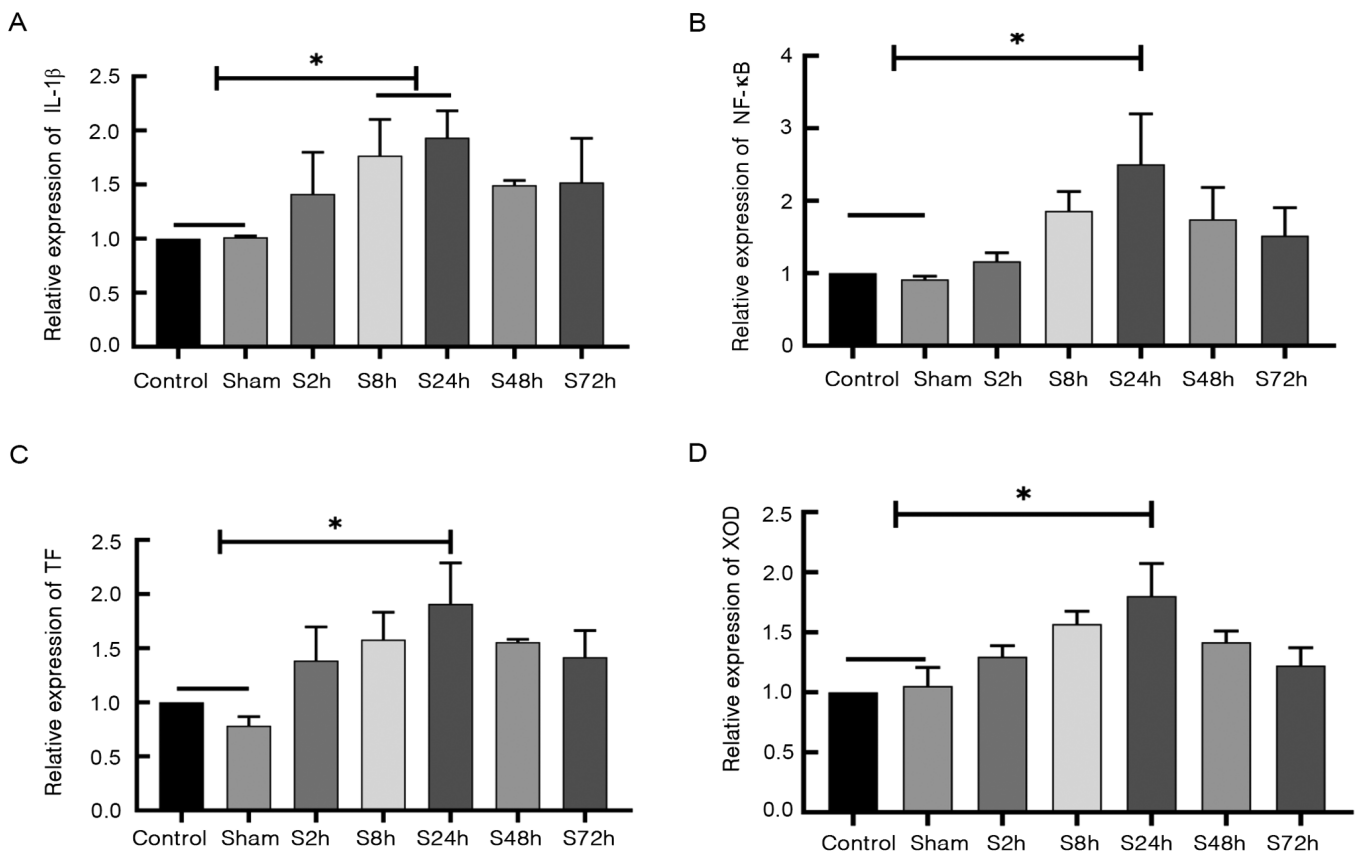 A
Relative expression of IL-1β
2.5
2.0
1.5
1.0
0.5
0.0
*
Control Sham S2h S8h S24h S48h S72h
B
Relative expression of NF-κB
4
3
2
1
0
*
Control Sham S2h S8h S24h S48h S72h
C
Relative expression of TF
2.5
2.0
1.5
1.0
0.5
0.0
*
Control Sham S2h S8h S24h S48h S72h
D
Relative expression of XOD
2.5
2.0
1.5
1.0
0.5
0.0
*
Control Sham S2h S8h S24h S48h S72h